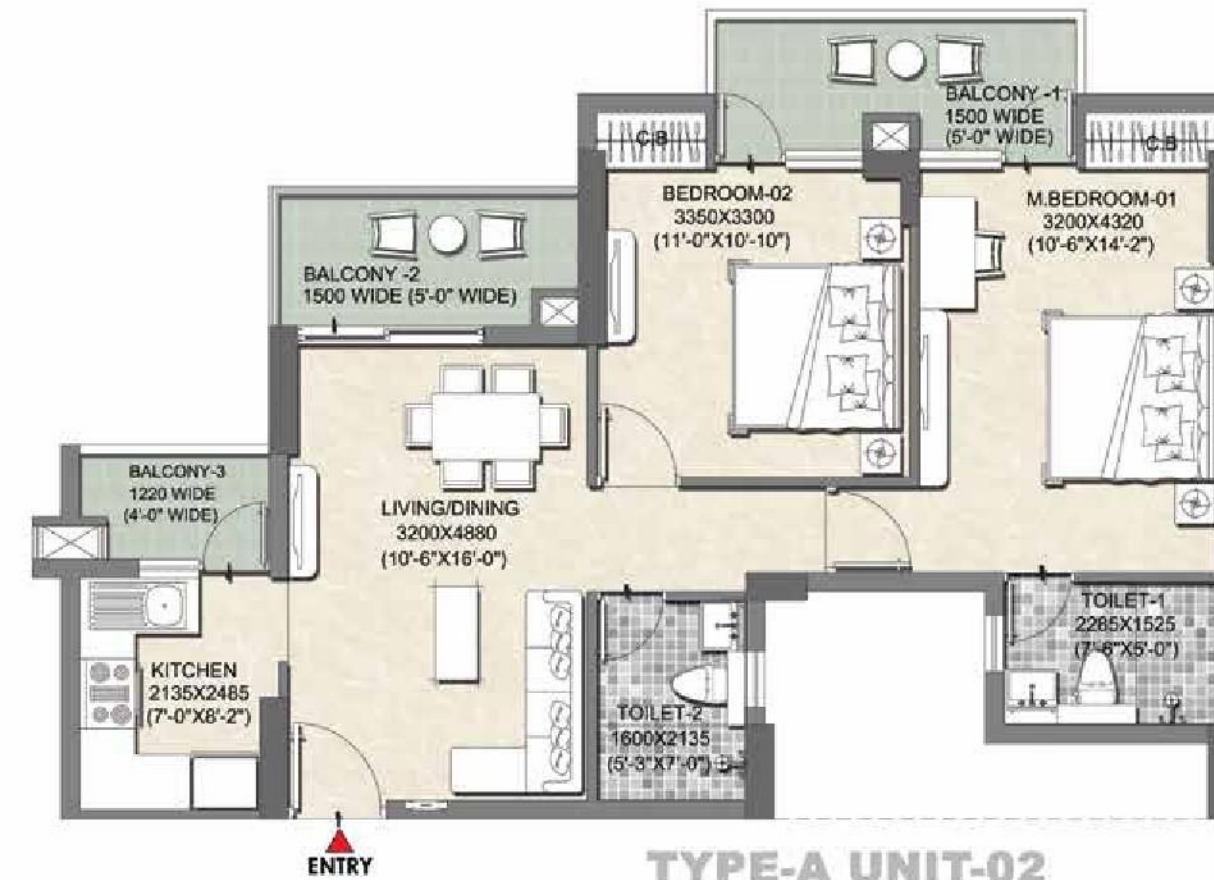 BALCONY -1
1500 WIDE
(5'-0" WIDE)
C.B
C.B
BEDROOM-02
3350X3300
(11'-0"X10'-10")
M.BEDROOM-01
3200X4320
(10'-6"X14'-2")
BALCONY -2
1500 WIDE (5'-0" WIDE)
BALCONY-3
1220 WIDE
(4'-0" WIDE)
LIVING/DINING
3200X4880
(10'-6"X16'-0")
KITCHEN
2135X2485
(7'-0"X8'-2")
TOILET-1
2285X1525
(7'-6"X5'-0")
TOILET-2
1600X2135
(5'-3"X7'-0")
ENTRY
TYPE-A UNIT-02